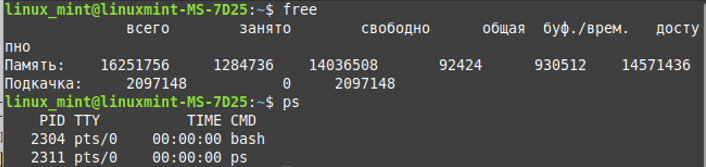 linux_mint@linuxmint-MS-7D25:~$ free
всего занято свободно общая буф./врем. досту
пно
Память: 16251756 1284736 14036508 92424 930512 14571436
Подкачка: 2097148 0 2097148
linux_mint@linuxmint-MS-7D25:~$ ps
PID TTY TIME CMD
2304 pts/0 00:00:00 bash
2311 pts/0 00:00:00 ps